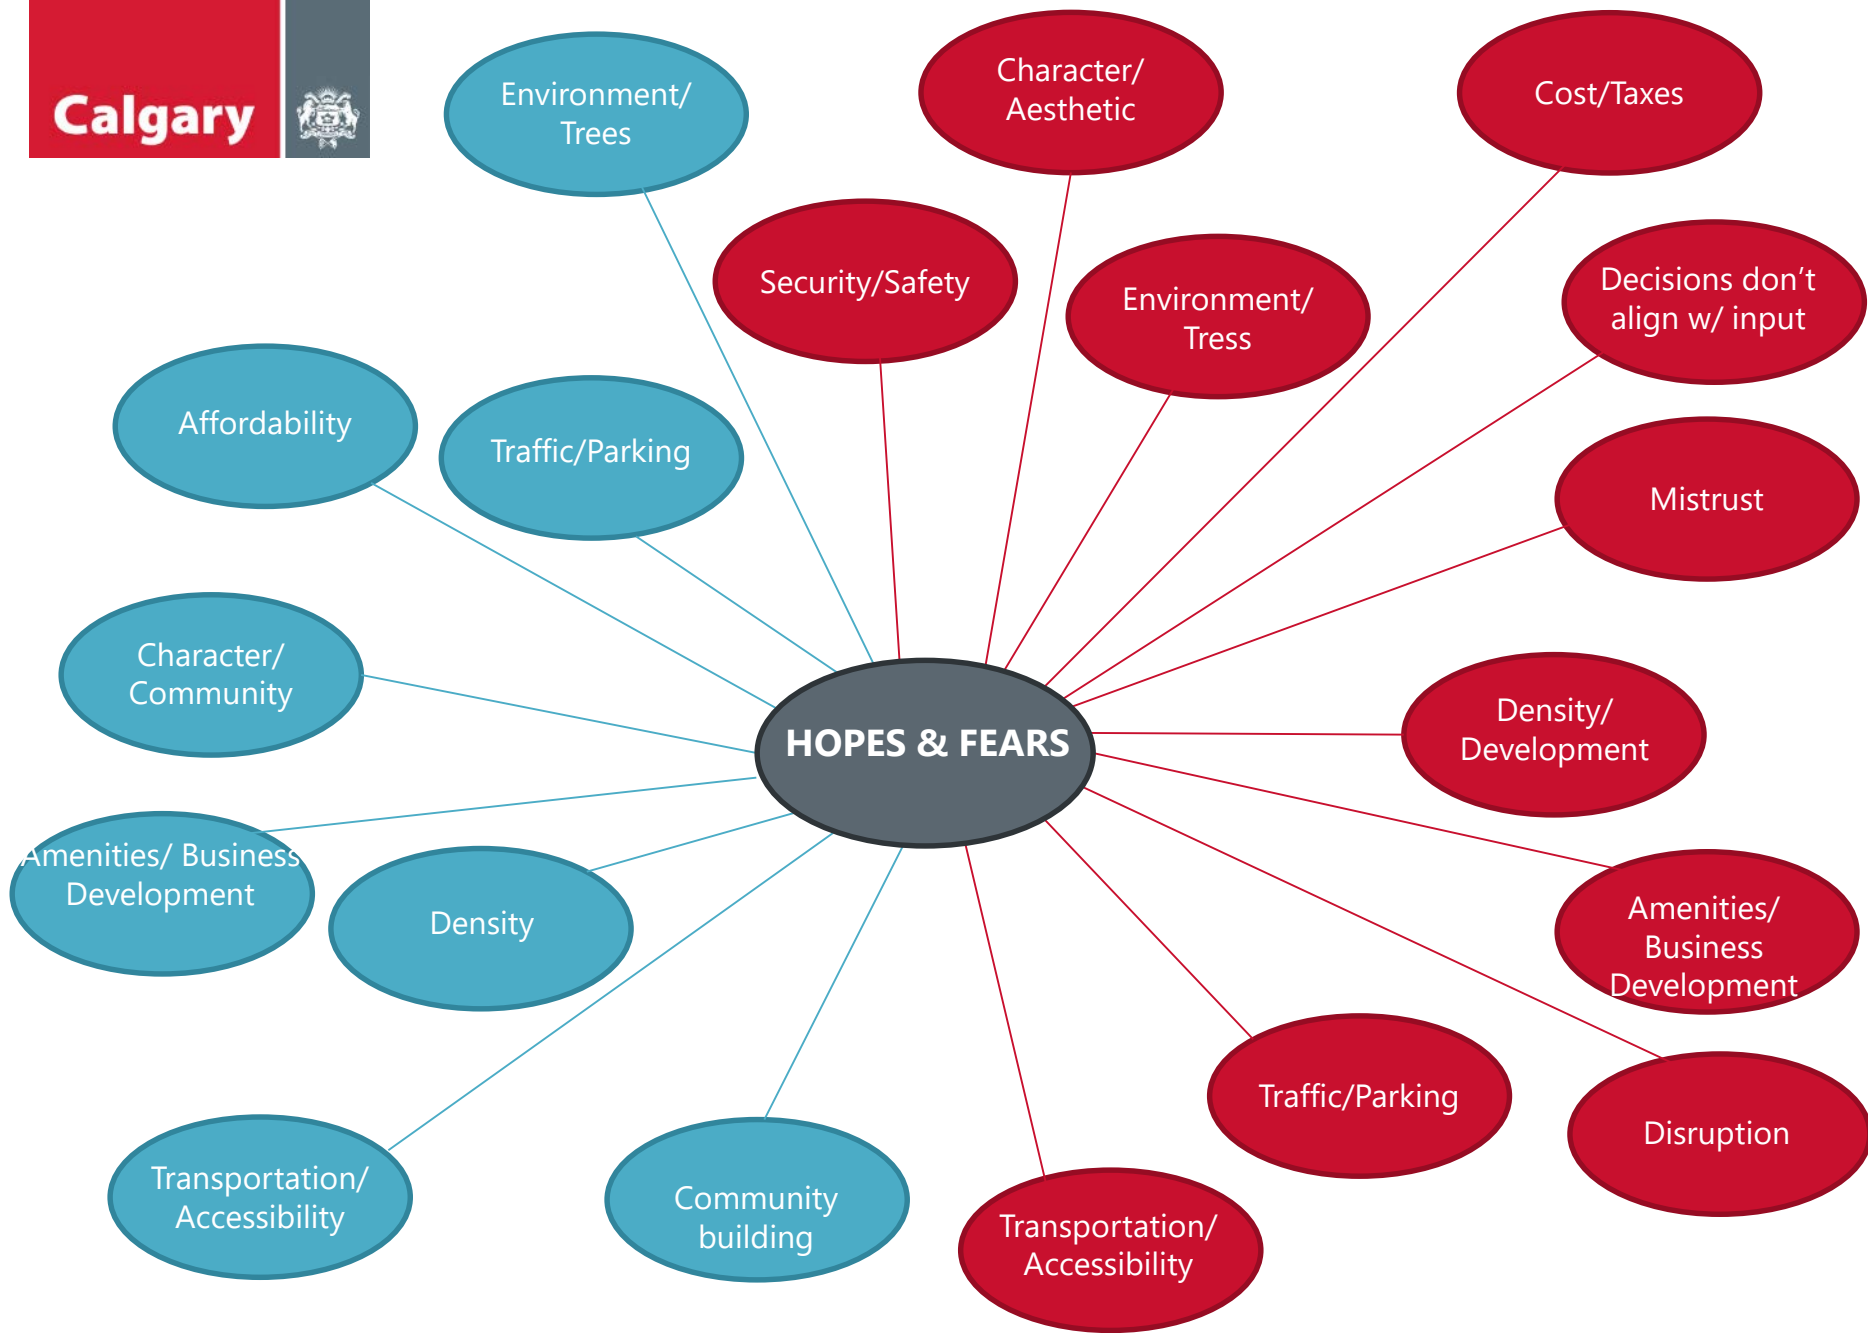 Calgary
Environment/
Trees
Character/
Aesthetic
Cost/Taxes
Security/Safety
Environment/
Tress
Decisions don't
align w/ input
Affordability
Traffic/Parking
Mistrust
Character/
Community
HOPES & FEARS
Density/
Development
Amenities/ Business
Development
Density
Amenities/
Business
Development
Traffic/Parking
Disruption
Transportation/
Accessibility
Community
building
Transportation/
Accessibility